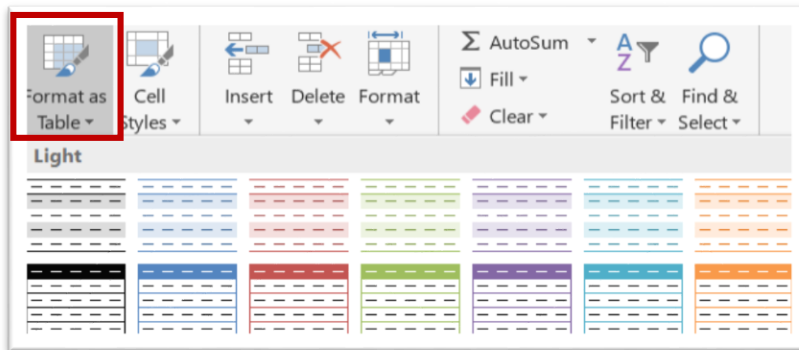 Format as
Table
Cell
Styles
Insert
Delete
Format
AutoSum
Fill
Clear
Sort &
Filter
Find &
Select
Light